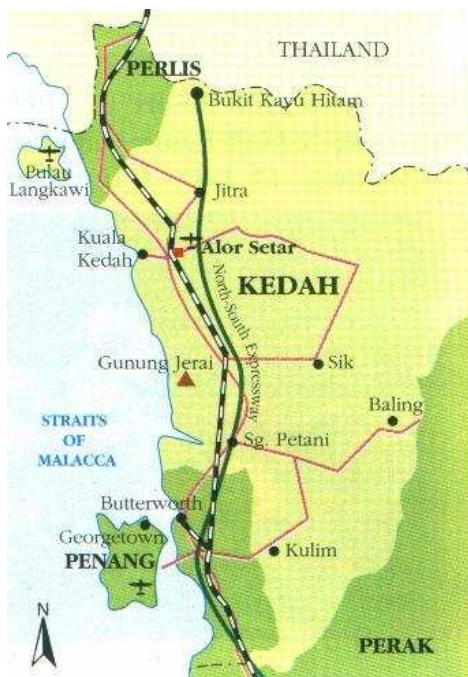 THAILAND
PERLIS
Bukit Kayu Hitam
Pulau
Langkawi
Jitra
Kuala
Kedah
Alor Setar
KEDAH
North-South Expressway
Gunung Jerai
Sik
Baling
STRAITS
OF
MALACCA
Sg. Petani
Butterworth
Georgetown
PENANG
Kulim
N
PERAK